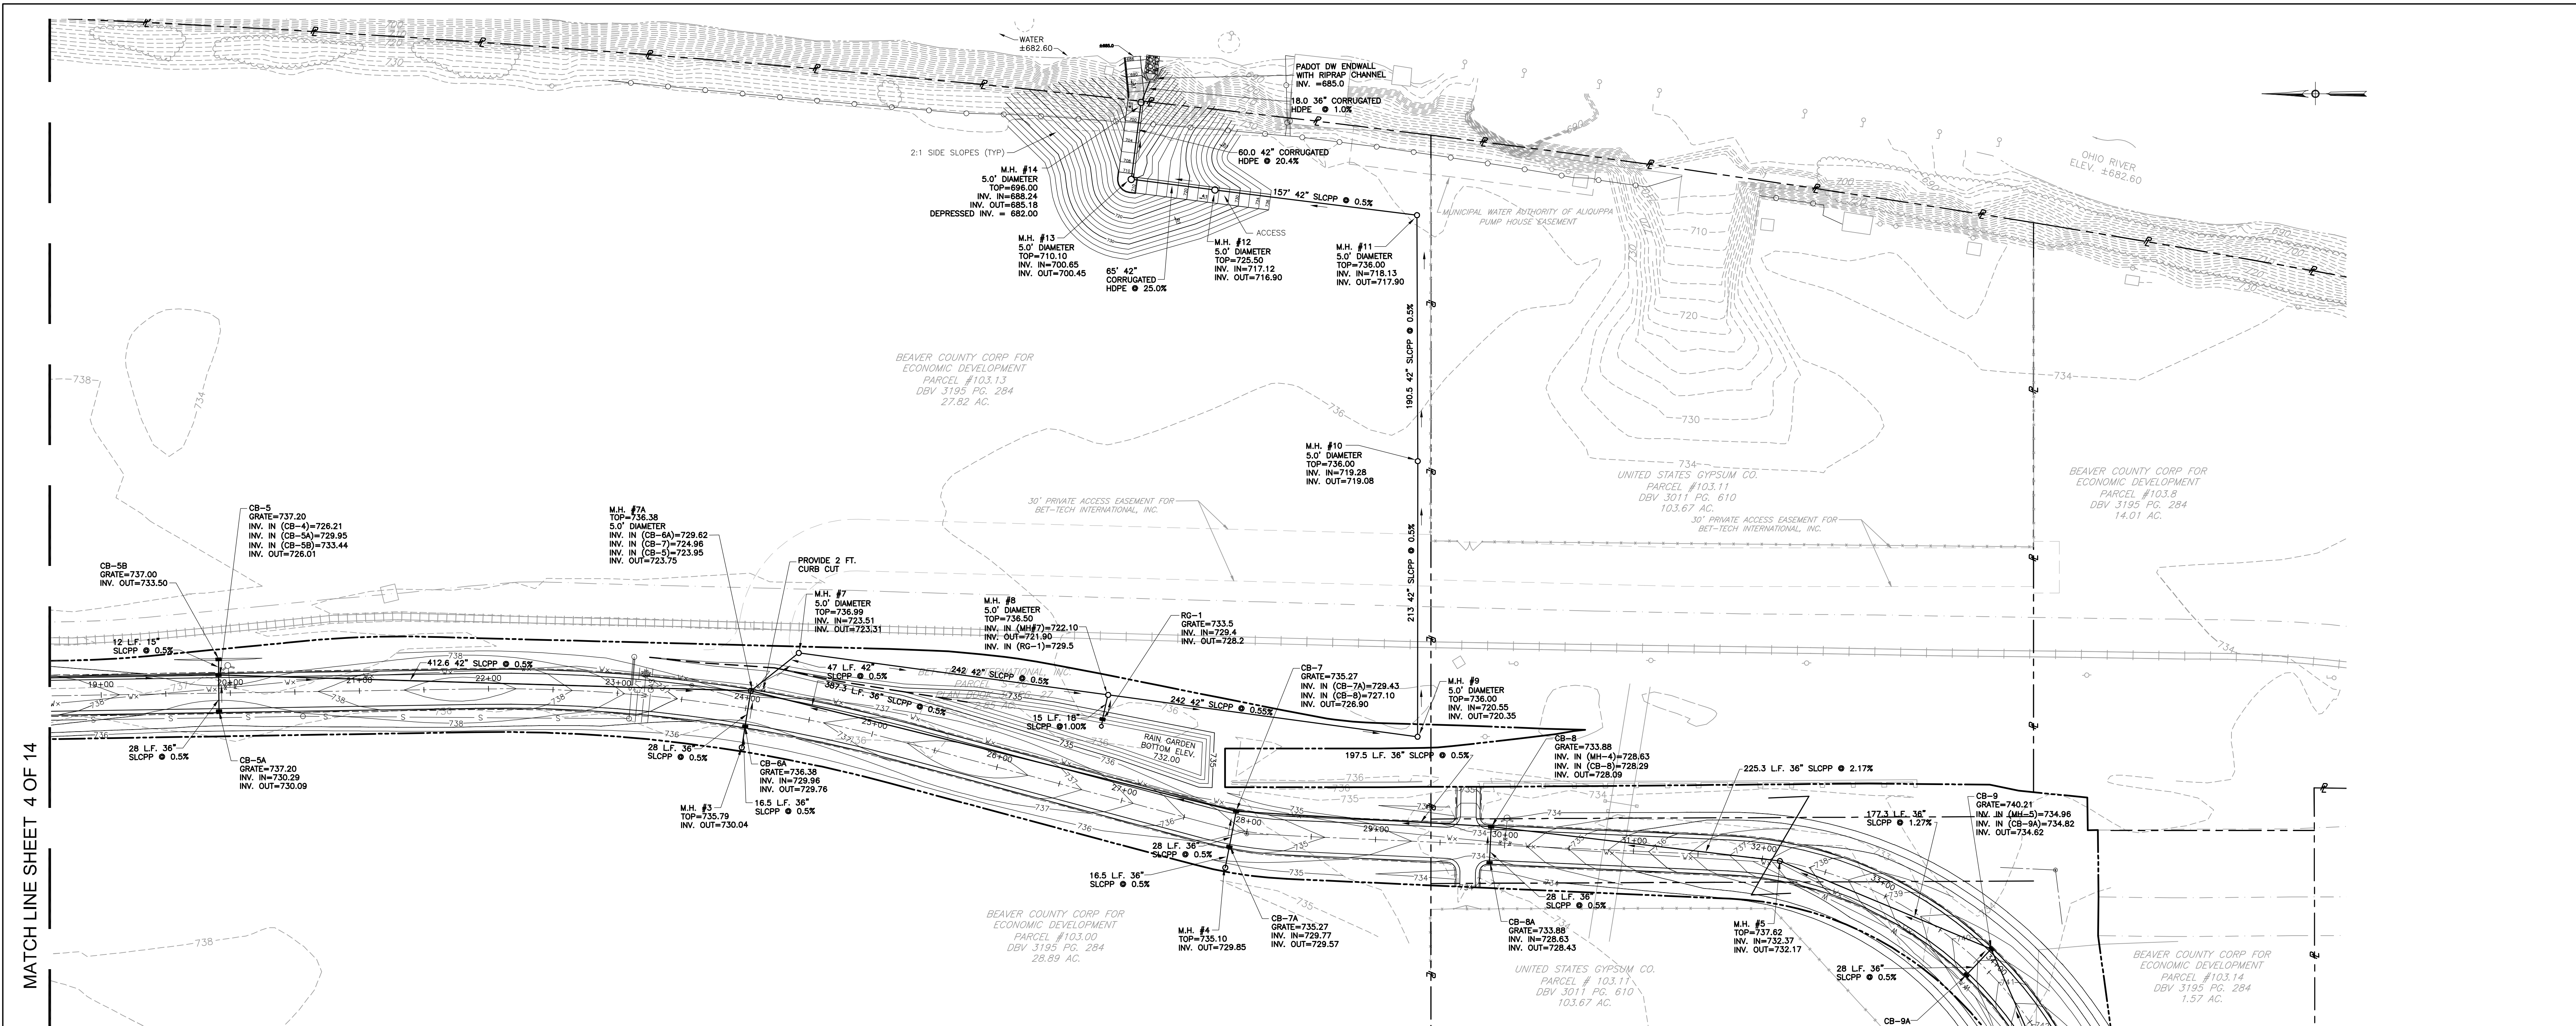 MATCH LINE SHEET 4 OF 14
WATER
±682.60
PADOT DW ENDWALL
WITH RIPRAP CHANNEL
INV. =685.0
18.0 36" CORRUGATED
HDPE @ 1.0%
60.0 42" CORRUGATED
HDPE @ 20.4%
2:1 SIDE SLOPES (TYP)
M.H. #14
5.0' DIAMETER
TOP=696.00
INV. IN=688.24
INV. OUT=685.18
DEPRESSED INV. = 682.00
157' 42" SLCPP @ 0.5%
ACCESS
M.H. #13
5.0' DIAMETER
TOP=710.10
INV. IN=700.65
INV. OUT=700.45
65' 42"
CORRUGATED
HDPE @ 25.0%
M.H. #12
5.0' DIAMETER
TOP=725.50
INV. IN=717.12
INV. OUT=716.90
M.H. #11
5.0' DIAMETER
TOP=736.00
INV. IN=718.13
INV. OUT=717.90
MUNICIPAL WATER AUTHORITY OF ALIQUPPA
PUMP HOUSE EASEMENT
OHIO RIVER
ELEV. ±682.60
190.5 42" SLCPP @ 0.5%
BEAVER COUNTY CORP FOR
ECONOMIC DEVELOPMENT
PARCEL #103.13
DBV 3195 PG. 284
27.82 AC.
M.H. #10
5.0' DIAMETER
TOP=736.00
INV. IN=719.28
INV. OUT=719.08
UNITED STATES GYPSUM CO.
PARCEL #103.11
DBV 3011 PG. 610
103.67 AC.
BEAVER COUNTY CORP FOR
ECONOMIC DEVELOPMENT
PARCEL #103.8
DBV 3195 PG. 284
14.01 AC.
30' PRIVATE ACCESS EASEMENT FOR
BET-TECH INTERNATIONAL, INC.
30' PRIVATE ACCESS EASEMENT FOR
BET-TECH INTERNATIONAL, INC.
213 42" SLCPP @ 0.5%
CB-5
GRATE=737.20
INV. IN (CB-4)=726.21
INV. IN (CB-5A)=729.95
INV. IN (CB-5B)=733.44
INV. OUT=726.01
CB-5B
GRATE=737.00
INV. OUT=733.50
M.H. #7A
TOP=736.38
5.0' DIAMETER
INV. IN (CB-6A)=729.62
INV. IN (CB-7)=724.96
INV. IN (CB-5)=723.95
INV. OUT=723.75
PROVIDE 2 FT.
CURB CUT
M.H. #7
5.0' DIAMETER
TOP=736.99
INV. IN=723.51
INV. OUT=723.31
M.H. #8
5.0' DIAMETER
TOP=736.50
INV. IN (MH#7)=722.10
INV. OUT=721.90
INV. IN (RG-1)=729.5
RG-1
GRATE=733.5
INV. IN=729.4
INV. OUT=728.2
12 L.F. 15"
SLCPP @ 0.5%
412.6 42" SLCPP @ 0.5%
47 L.F. 42"
SLCPP @ 0.5%
242 42" SLCPP @ 0.5%
387.3 L.F. 36" SLCPP @ 0.5%
242 42" SLCPP @ 0.55%
15 L.F. 18"
SLCPP @1.00%
RAIN GARDEN
BOTTOM ELEV.
732.00
CB-7
GRATE=735.27
INV. IN (CB-7A)=729.43
INV. IN (CB-8)=727.10
INV. OUT=726.90
M.H. #9
5.0' DIAMETER
TOP=736.00
INV. IN=720.55
INV. OUT=720.35
197.5 L.F. 36" SLCPP @ 0.5%
CB-8
GRATE=733.88
INV. IN (MH-4)=728.63
INV. IN (CB-8)=728.29
INV. OUT=728.09
225.3 L.F. 36" SLCPP @ 2.17%
177.3 L.F. 36"
SLCPP @ 1.27%
CB-9
GRATE=740.21
INV. IN (MH-5)=734.96
INV. IN (CB-9A)=734.82
INV. OUT=734.62
28 L.F. 36"
SLCPP @ 0.5%
CB-5A
GRATE=737.20
INV. IN=730.29
INV. OUT=730.09
28 L.F. 36"
SLCPP @ 0.5%
M.H. #3
TOP=735.79
INV. OUT=730.04
CB-6A
GRATE=736.38
INV. IN=729.96
INV. OUT=729.76
16.5 L.F. 36"
SLCPP @ 0.5%
28 L.F. 36"
SLCPP @ 0.5%
16.5 L.F. 36"
SLCPP @ 0.5%
M.H. #4
TOP=735.10
INV. OUT=729.85
CB-7A
GRATE=735.27
INV. IN=729.77
INV. OUT=729.57
28 L.F. 36"
SLCPP @ 0.5%
CB-8A
GRATE=733.88
INV. IN=728.63
INV. OUT=728.43
M.H. #5
TOP=737.62
INV. IN=732.37
INV. OUT=732.17
28 L.F. 36"
SLCPP @ 0.5%
CB-9A
BEAVER COUNTY CORP FOR
ECONOMIC DEVELOPMENT
PARCEL #103.00
DBV 3195 PG. 284
28.89 AC.
UNITED STATES GYPSUM CO.
PARCEL # 103.11
DBV 3011 PG. 610
103.67 AC.
BEAVER COUNTY CORP FOR
ECONOMIC DEVELOPMENT
PARCEL #103.14
DBV 3195 PG. 284
1.57 AC.
19+00
20+00
21+00
22+00
23+00
24+00
25+00
26+00
27+00
28+00
29+00
30+00
31+00
32+00
33+00
34+00